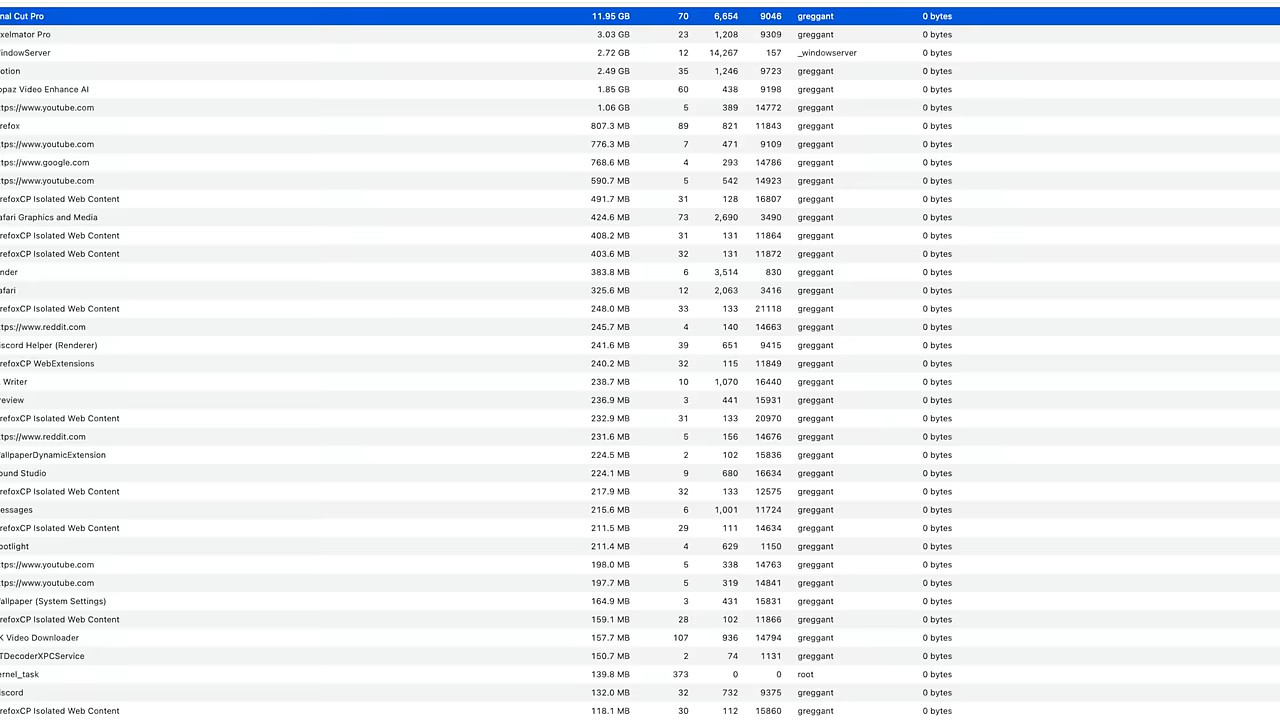 nal Cut Pro 11.95 GB 70 6,654 9046 greggant 0 bytes
xelmator Pro 3.03 GB 23 1,208 9309 greggant 0 bytes
indowServer 2.72 GB 12 14,267 157 _windowserver 0 bytes
otion 2.49 GB 35 1,246 9723 greggant 0 bytes
opaz Video Enhance AI 1.85 GB 60 438 9198 greggant 0 bytes
tps://www.youtube.com 1.06 GB 5 389 14772 greggant 0 bytes
refox 807.3 MB 89 821 11843 greggant 0 bytes
tps://www.youtube.com 776.3 MB 7 471 9109 greggant 0 bytes
tps://www.google.com 768.6 MB 4 293 14786 greggant 0 bytes
tps://www.youtube.com 590.7 MB 5 542 14923 greggant 0 bytes
refoxCP Isolated Web Content 491.7 MB 31 128 16807 greggant 0 bytes
afari Graphics and Media 424.6 MB 73 2,690 3490 greggant 0 bytes
refoxCP Isolated Web Content 408.2 MB 31 131 11864 greggant 0 bytes
refoxCP Isolated Web Content 403.6 MB 32 131 11872 greggant 0 bytes
nder 383.8 MB 6 3,514 830 greggant 0 bytes
afari 325.6 MB 12 2,063 3416 greggant 0 bytes
refoxCP Isolated Web Content 248.0 MB 33 133 21118 greggant 0 bytes
tps://www.reddit.com 245.7 MB 4 140 14663 greggant 0 bytes
iscord Helper (Renderer) 241.6 MB 39 651 9415 greggant 0 bytes
refoxCP WebExtensions 240.2 MB 32 115 11849 greggant 0 bytes
Writer 238.7 MB 10 1,070 16440 greggant 0 bytes
review 236.9 MB 3 441 15931 greggant 0 bytes
refoxCP Isolated Web Content 232.9 MB 31 133 20970 greggant 0 bytes
tps://www.reddit.com 231.6 MB 5 156 14676 greggant 0 bytes
allpaperDynamicExtension 224.5 MB 2 102 15836 greggant 0 bytes
ound Studio 224.1 MB 9 680 16634 greggant 0 bytes
refoxCP Isolated Web Content 217.9 MB 32 133 12575 greggant 0 bytes
essages 215.6 MB 6 1,001 11724 greggant 0 bytes
refoxCP Isolated Web Content 211.5 MB 29 111 14634 greggant 0 bytes
potlight 211.4 MB 4 629 1150 greggant 0 bytes
tps://www.youtube.com 198.0 MB 5 338 14763 greggant 0 bytes
tps://www.youtube.com 197.7 MB 5 319 14841 greggant 0 bytes
allpaper (System Settings) 164.9 MB 3 431 15831 greggant 0 bytes
refoxCP Isolated Web Content 159.1 MB 28 102 11866 greggant 0 bytes
K Video Downloader 157.7 MB 107 936 14794 greggant 0 bytes
TDecoderXPCService 150.7 MB 2 74 1131 greggant 0 bytes
ernel_task 139.8 MB 373 0 0 root 0 bytes
iscord 132.0 MB 32 732 9375 greggant 0 bytes
refoxCP Isolated Web Content 118.1 MB 30 112 15860 greggant 0 bytes